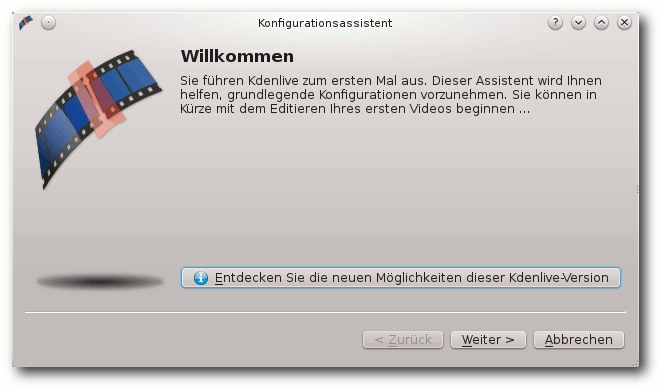 Konfigurationsassistent
Willkommen
Sie führen Kdenlive zum ersten Mal aus. Dieser Assistent wird Ihnen
helfen, grundlegende Konfigurationen vorzunehmen. Sie können in
Kürze mit dem Editieren Ihres ersten Videos beginnen ...
Entdecken Sie die neuen Möglichkeiten dieser Kdenlive-Version
< Zurück Weiter > Abbrechen